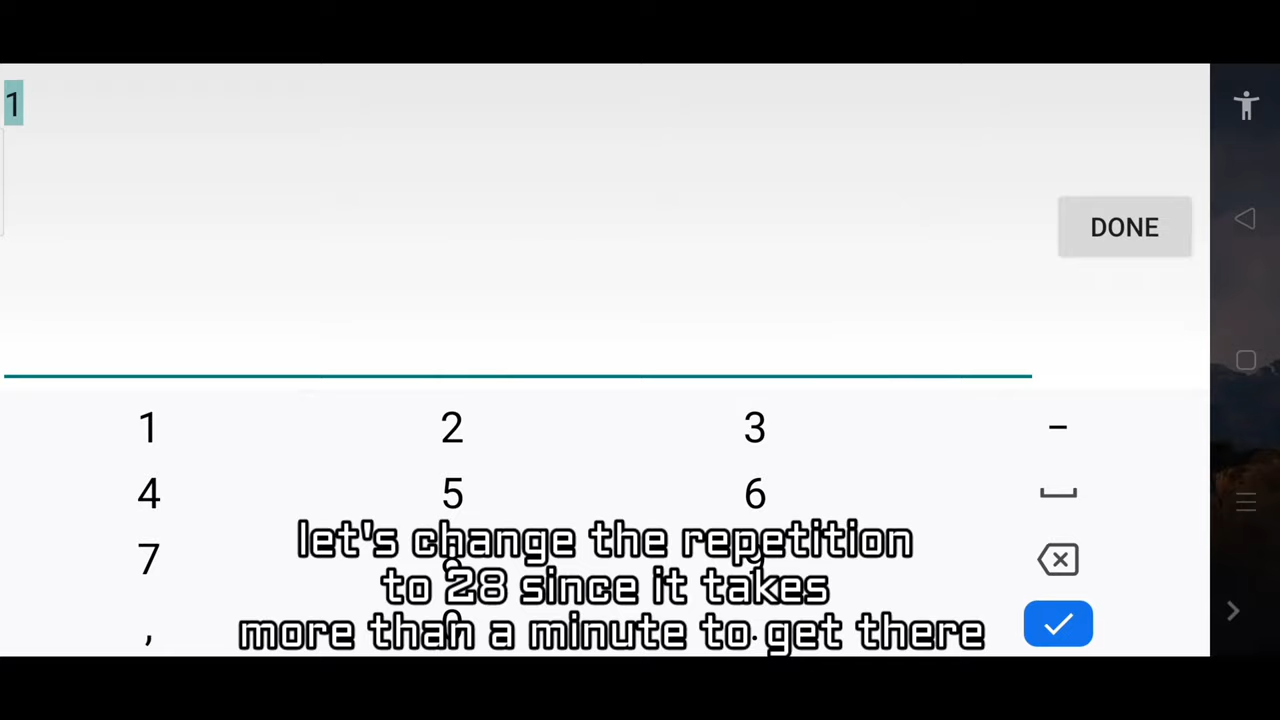 1
DONE
1 2 3 –
4 5 6
7
let's change the repetition
to 28 since it takes
more than a minute to get there
, .